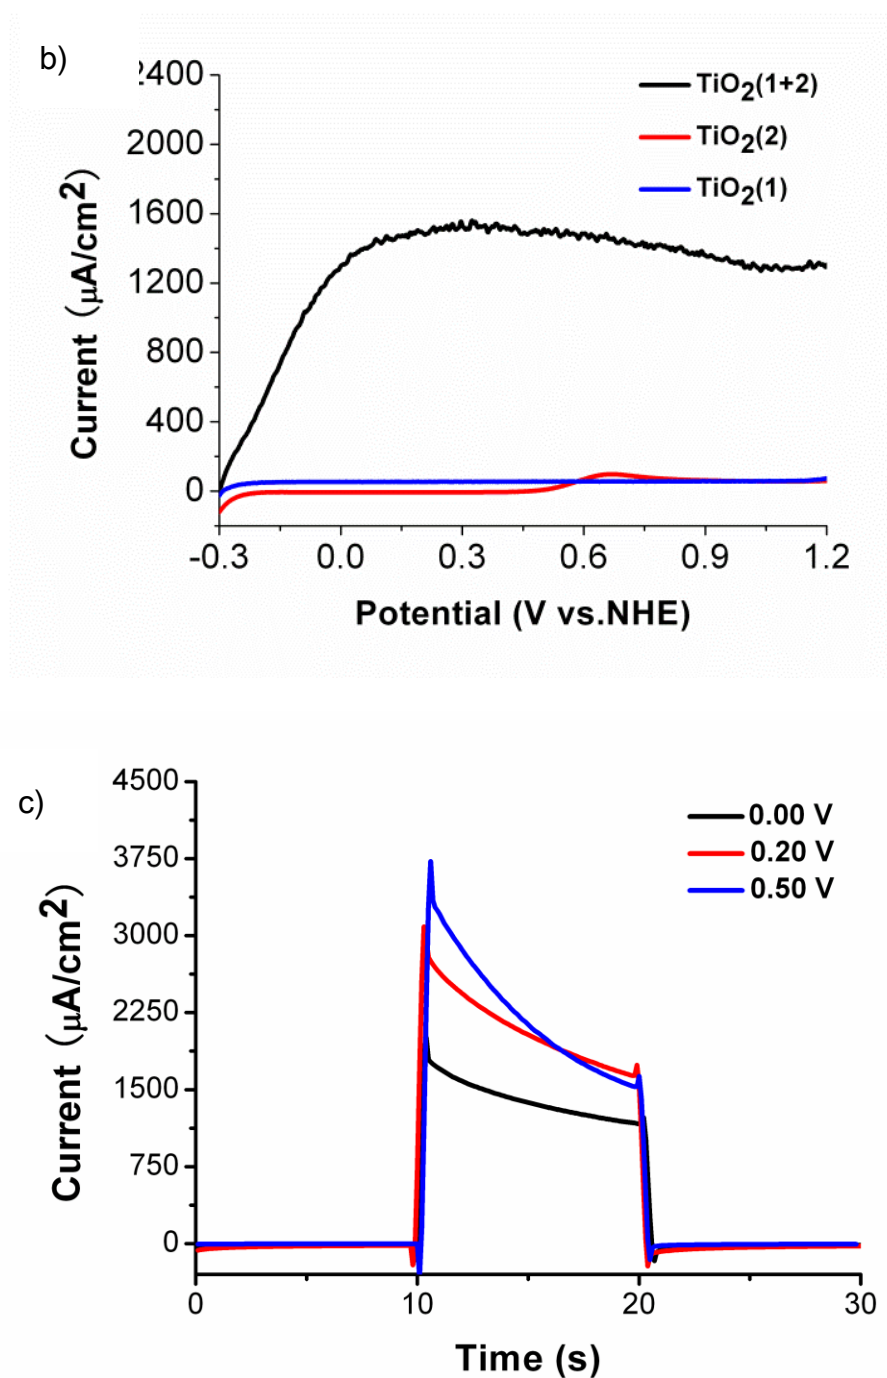 b)
2400
2000
1600
1200
800
400
0
-0.3 0.0 0.3 0.6 0.9 1.2
Current (μA/cm²)
Potential (V vs.NHE)
TiO₂(1+2)
TiO₂(2)
TiO₂(1)
c)
4500
3750
3000
2250
1500
750
0
0 10 20 30
Current (μA/cm²)
Time (s)
0.00 V
0.20 V
0.50 V